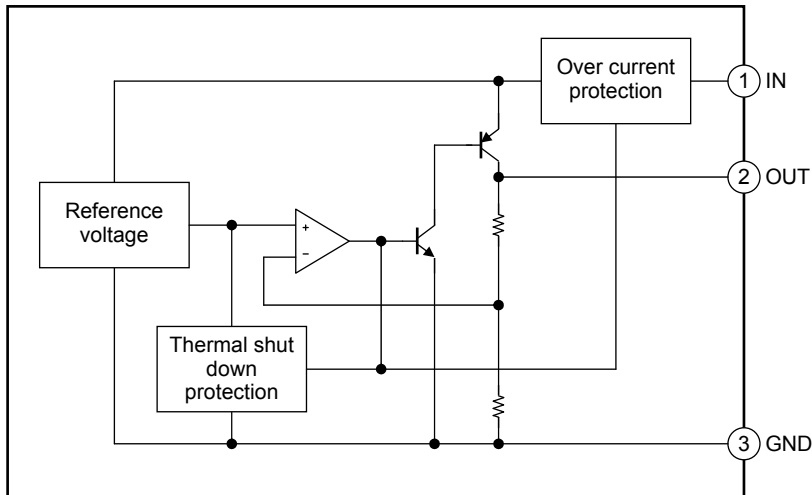 Over current
protection
1 IN
2 OUT
Reference
voltage
+
−
Thermal shut
down
protection
3 GND